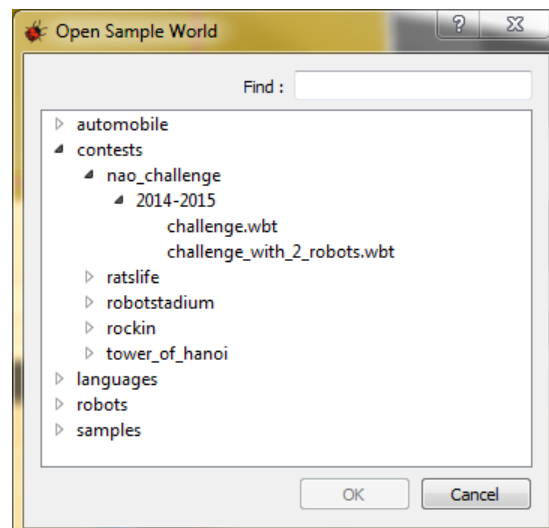 Open Sample World
Find :
automobile
contests
nao_challenge
2014-2015
challenge.wbt
challenge_with_2_robots.wbt
ratslife
robotstadium
rockin
tower_of_hanoi
languages
robots
samples
OK Cancel